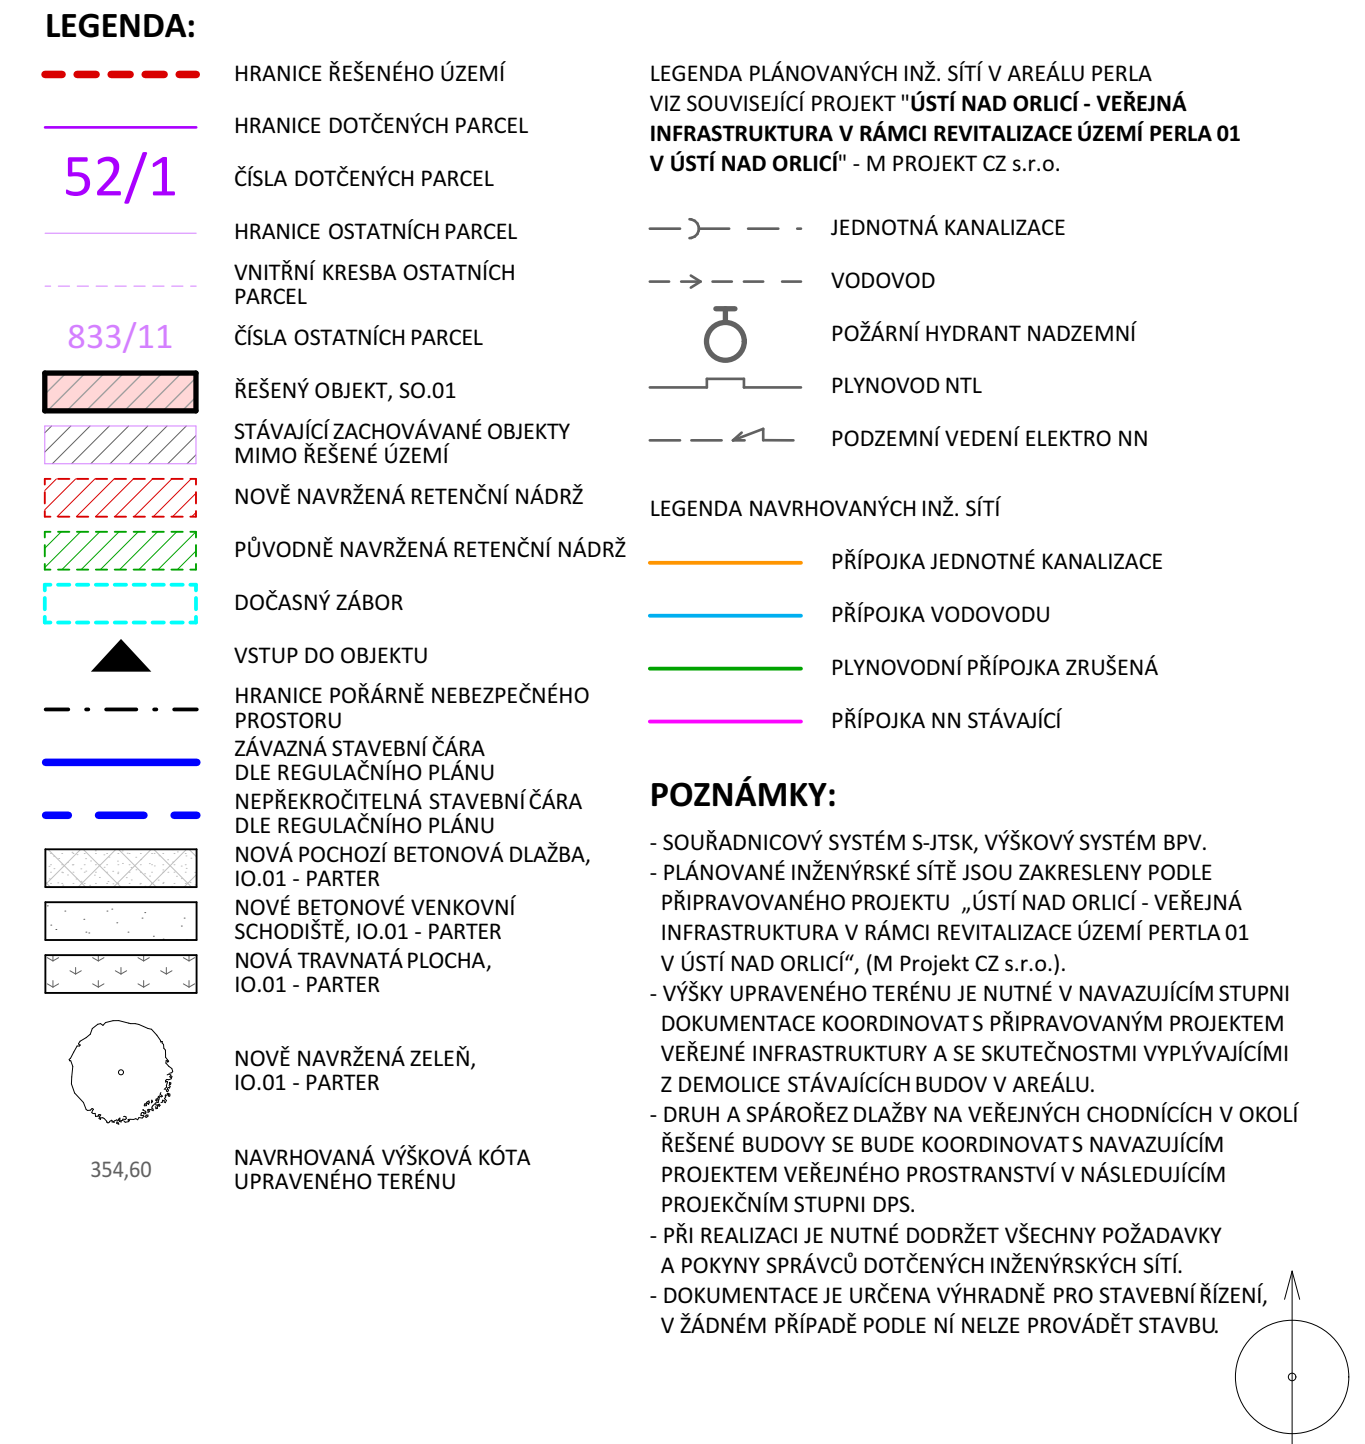 LEGENDA:
HRANICE ŘEŠENÉHO ÚZEMÍ
HRANICE DOTČENÝCH PARCEL
52/1
ČÍSLA DOTČENÝCH PARCEL
HRANICE OSTATNÍCH PARCEL
VNITŘNÍ KRESBA OSTATNÍCH
PARCEL
833/11
ČÍSLA OSTATNÍCH PARCEL
ŘEŠENÝ OBJEKT, SO.01
STÁVAJÍCÍ ZACHOVÁVANÉ OBJEKTY
MIMO ŘEŠENÉ ÚZEMÍ
NOVĚ NAVRŽENÁ RETENČNÍ NÁDRŽ
PŮVODNĚ NAVRŽENÁ RETENČNÍ NÁDRŽ
DOČASNÝ ZÁBOR
VSTUP DO OBJEKTU
HRANICE POŘÁRNĚ NEBEZPEČNÉHO
PROSTORU
ZÁVAZNÁ STAVEBNÍ ČÁRA
DLE REGULAČNÍHO PLÁNU
NEPŘEKROČITELNÁ STAVEBNÍ ČÁRA
DLE REGULAČNÍHO PLÁNU
NOVÁ POCHOZÍ BETONOVÁ DLAŽBA,
IO.01 - PARTER
NOVÉ BETONOVÉ VENKOVNÍ
SCHODIŠTĚ, IO.01 - PARTER
NOVÁ TRAVNATÁ PLOCHA,
IO.01 - PARTER
NOVĚ NAVRŽENÁ ZELEŇ,
IO.01 - PARTER
354,60
NAVRHOVANÁ VÝŠKOVÁ KÓTA
UPRAVENÉHO TERÉNU
LEGENDA PLÁNOVANÝCH INŽ. SÍTÍ V AREÁLU PERLA
VIZ SOUVISEJÍCÍ PROJEKT "ÚSTÍ NAD ORLICÍ - VEŘEJNÁ
INFRASTRUKTURA V RÁMCI REVITALIZACE ÚZEMÍ PERLA 01
V ÚSTÍ NAD ORLICÍ" - M PROJEKT CZ s.r.o.
JEDNOTNÁ KANALIZACE
VODOVOD
POŽÁRNÍ HYDRANT NADZEMNÍ
PLYNOVOD NTL
PODZEMNÍ VEDENÍ ELEKTRO NN
LEGENDA NAVRHOVANÝCH INŽ. SÍTÍ
PŘÍPOJKA JEDNOTNÉ KANALIZACE
PŘÍPOJKA VODOVODU
PLYNOVODNÍ PŘÍPOJKA ZRUŠENÁ
PŘÍPOJKA NN STÁVAJÍCÍ
POZNÁMKY:
- SOUŘADNICOVÝ SYSTÉM S-JTSK, VÝŠKOVÝ SYSTÉM BPV.
- PLÁNOVANÉ INŽENÝRSKÉ SÍTĚ JSOU ZAKRESLENY PODLE
PŘIPRAVOVANÉHO PROJEKTU „ÚSTÍ NAD ORLICÍ - VEŘEJNÁ
INFRASTRUKTURA V RÁMCI REVITALIZACE ÚZEMÍ PERTLA 01
V ÚSTÍ NAD ORLICÍ“, (M Projekt CZ s.r.o.).
- VÝŠKY UPRAVENÉHO TERÉNU JE NUTNÉ V NAVAZUJÍCÍM STUPNI
DOKUMENTACE KOORDINOVAT S PŘIPRAVOVANÝM PROJEKTEM
VEŘEJNÉ INFRASTRUKTURY A SE SKUTEČNOSTMI VYPLÝVAJÍCÍMI
Z DEMOLICE STÁVAJÍCÍCH BUDOV V AREÁLU.
- DRUH A SPÁROŘEZ DLAŽBY NA VEŘEJNÝCH CHODNÍCÍCH V OKOLÍ
ŘEŠENÉ BUDOVY SE BUDE KOORDINOVAT S NAVAZUJÍCÍM
PROJEKTEM VEŘEJNÉHO PROSTRANSTVÍ V NÁSLEDUJÍCÍM
PROJEKČNÍM STUPNI DPS.
- PŘI REALIZACI JE NUTNÉ DODRŽET VŠECHNY POŽADAVKY
A POKYNY SPRÁVCŮ DOTČENÝCH INŽENÝRSKÝCH SÍTÍ.
- DOKUMENTACE JE URČENA VÝHRADNĚ PRO STAVEBNÍ ŘÍZENÍ,
V ŽÁDNÉM PŘÍPADĚ PODLE NÍ NELZE PROVÁDĚT STAVBU.